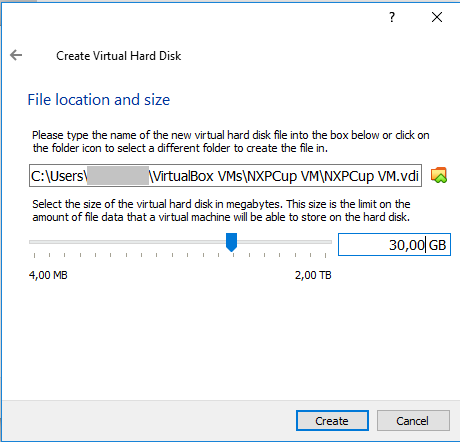 ?
Create Virtual Hard Disk
File location and size
Please type the name of the new virtual hard disk file into the box below or click on
the folder icon to select a different folder to create the file in.
C:\Users\ \VirtualBox VMs\NXPCup VM\NXPCup VM.vdi
Select the size of the virtual hard disk in megabytes. This size is the limit on the
amount of file data that a virtual machine will be able to store on the hard disk.
30,00 GB
4,00 MB 2,00 TB
Create Cancel